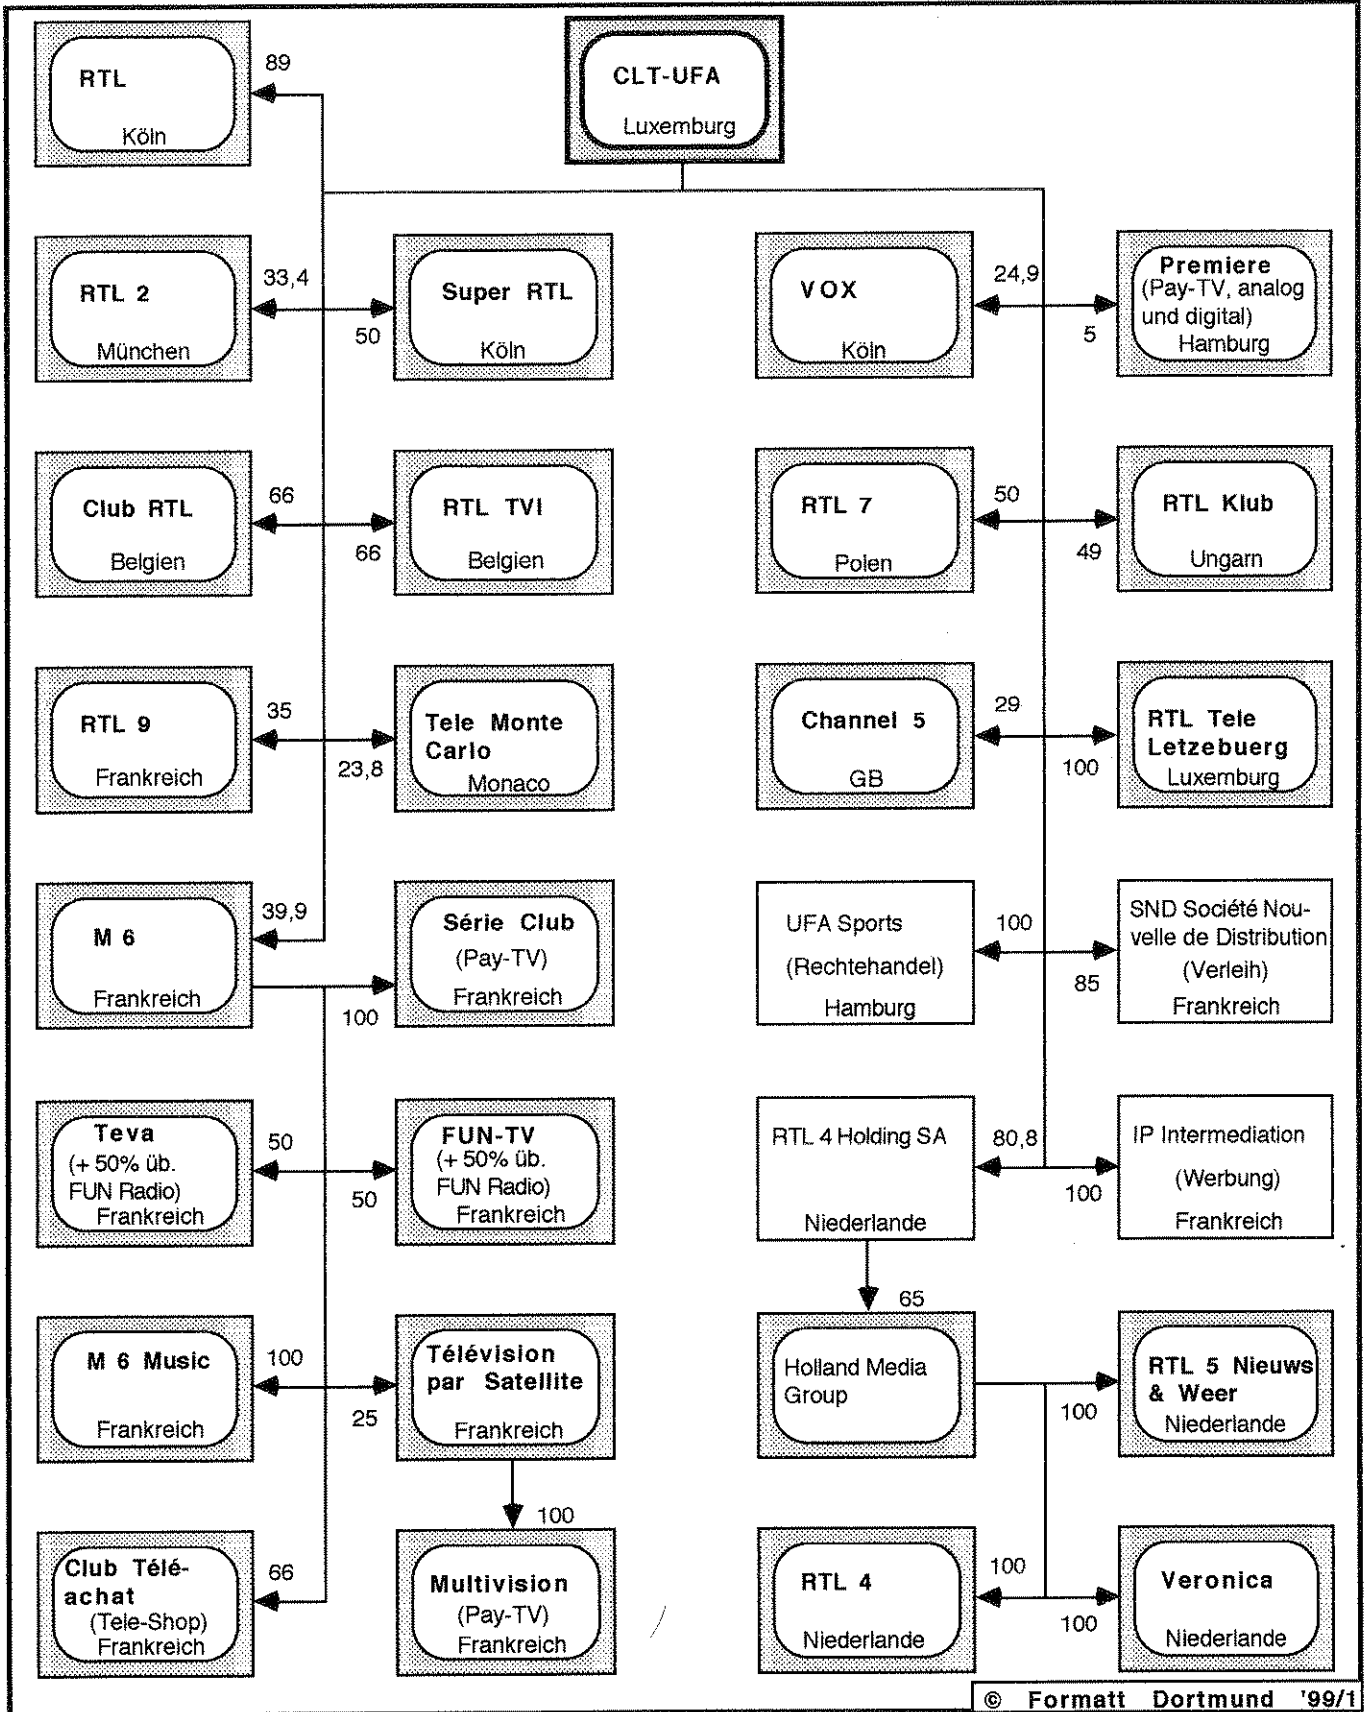 RTL
Köln
89
CLT-UFA
Luxemburg
RTL 2
München
33,4
50
Super RTL
Köln
VOX
Köln
24,9
5
Premiere
(Pay-TV, analog
und digital)
Hamburg
Club RTL
Belgien
66
66
RTL TVI
Belgien
RTL 7
Polen
50
49
RTL Klub
Ungarn
RTL 9
Frankreich
35
23,8
Tele Monte
Carlo
Monaco
Channel 5
GB
29
100
RTL Tele
Letzebuerg
Luxemburg
M 6
Frankreich
39,9
100
Série Club
(Pay-TV)
Frankreich
UFA Sports
(Rechtehandel)
Hamburg
100
85
SND Société Nou-
velle de Distribution
(Verleih)
Frankreich
Teva
(+ 50% üb.
FUN Radio)
Frankreich
50
50
FUN-TV
(+ 50% üb.
FUN Radio)
Frankreich
RTL 4 Holding SA
Niederlande
80,8
100
IP Intermediation
(Werbung)
Frankreich
M 6 Music
Frankreich
100
25
Télévision
par Satellite
Frankreich
65
Holland Media
Group
100
RTL 5 Nieuws
& Weer
Niederlande
Club Télé-
achat
(Tele-Shop)
Frankreich
66
100
Multivision
(Pay-TV)
Frankreich
RTL 4
Niederlande
100
100
Veronica
Niederlande
© Formatt Dortmund '99/1